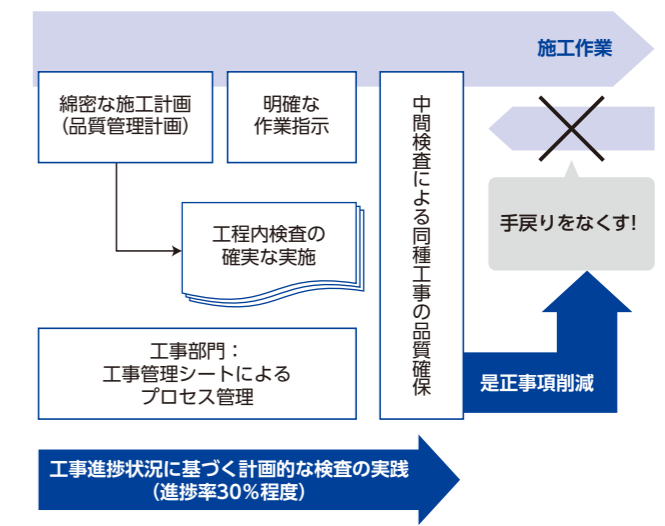 施工作業
綿密な施工計画
（品質管理計画）
明確な
作業指示
中間検査による同種工事の品質確保
手戻りをなくす!
工程内検査の
確実な実施
工事部門：
工事管理シートによる
プロセス管理
是正事項削減
工事進捗状況に基づく計画的な検査の実践
（進捗率30％程度）